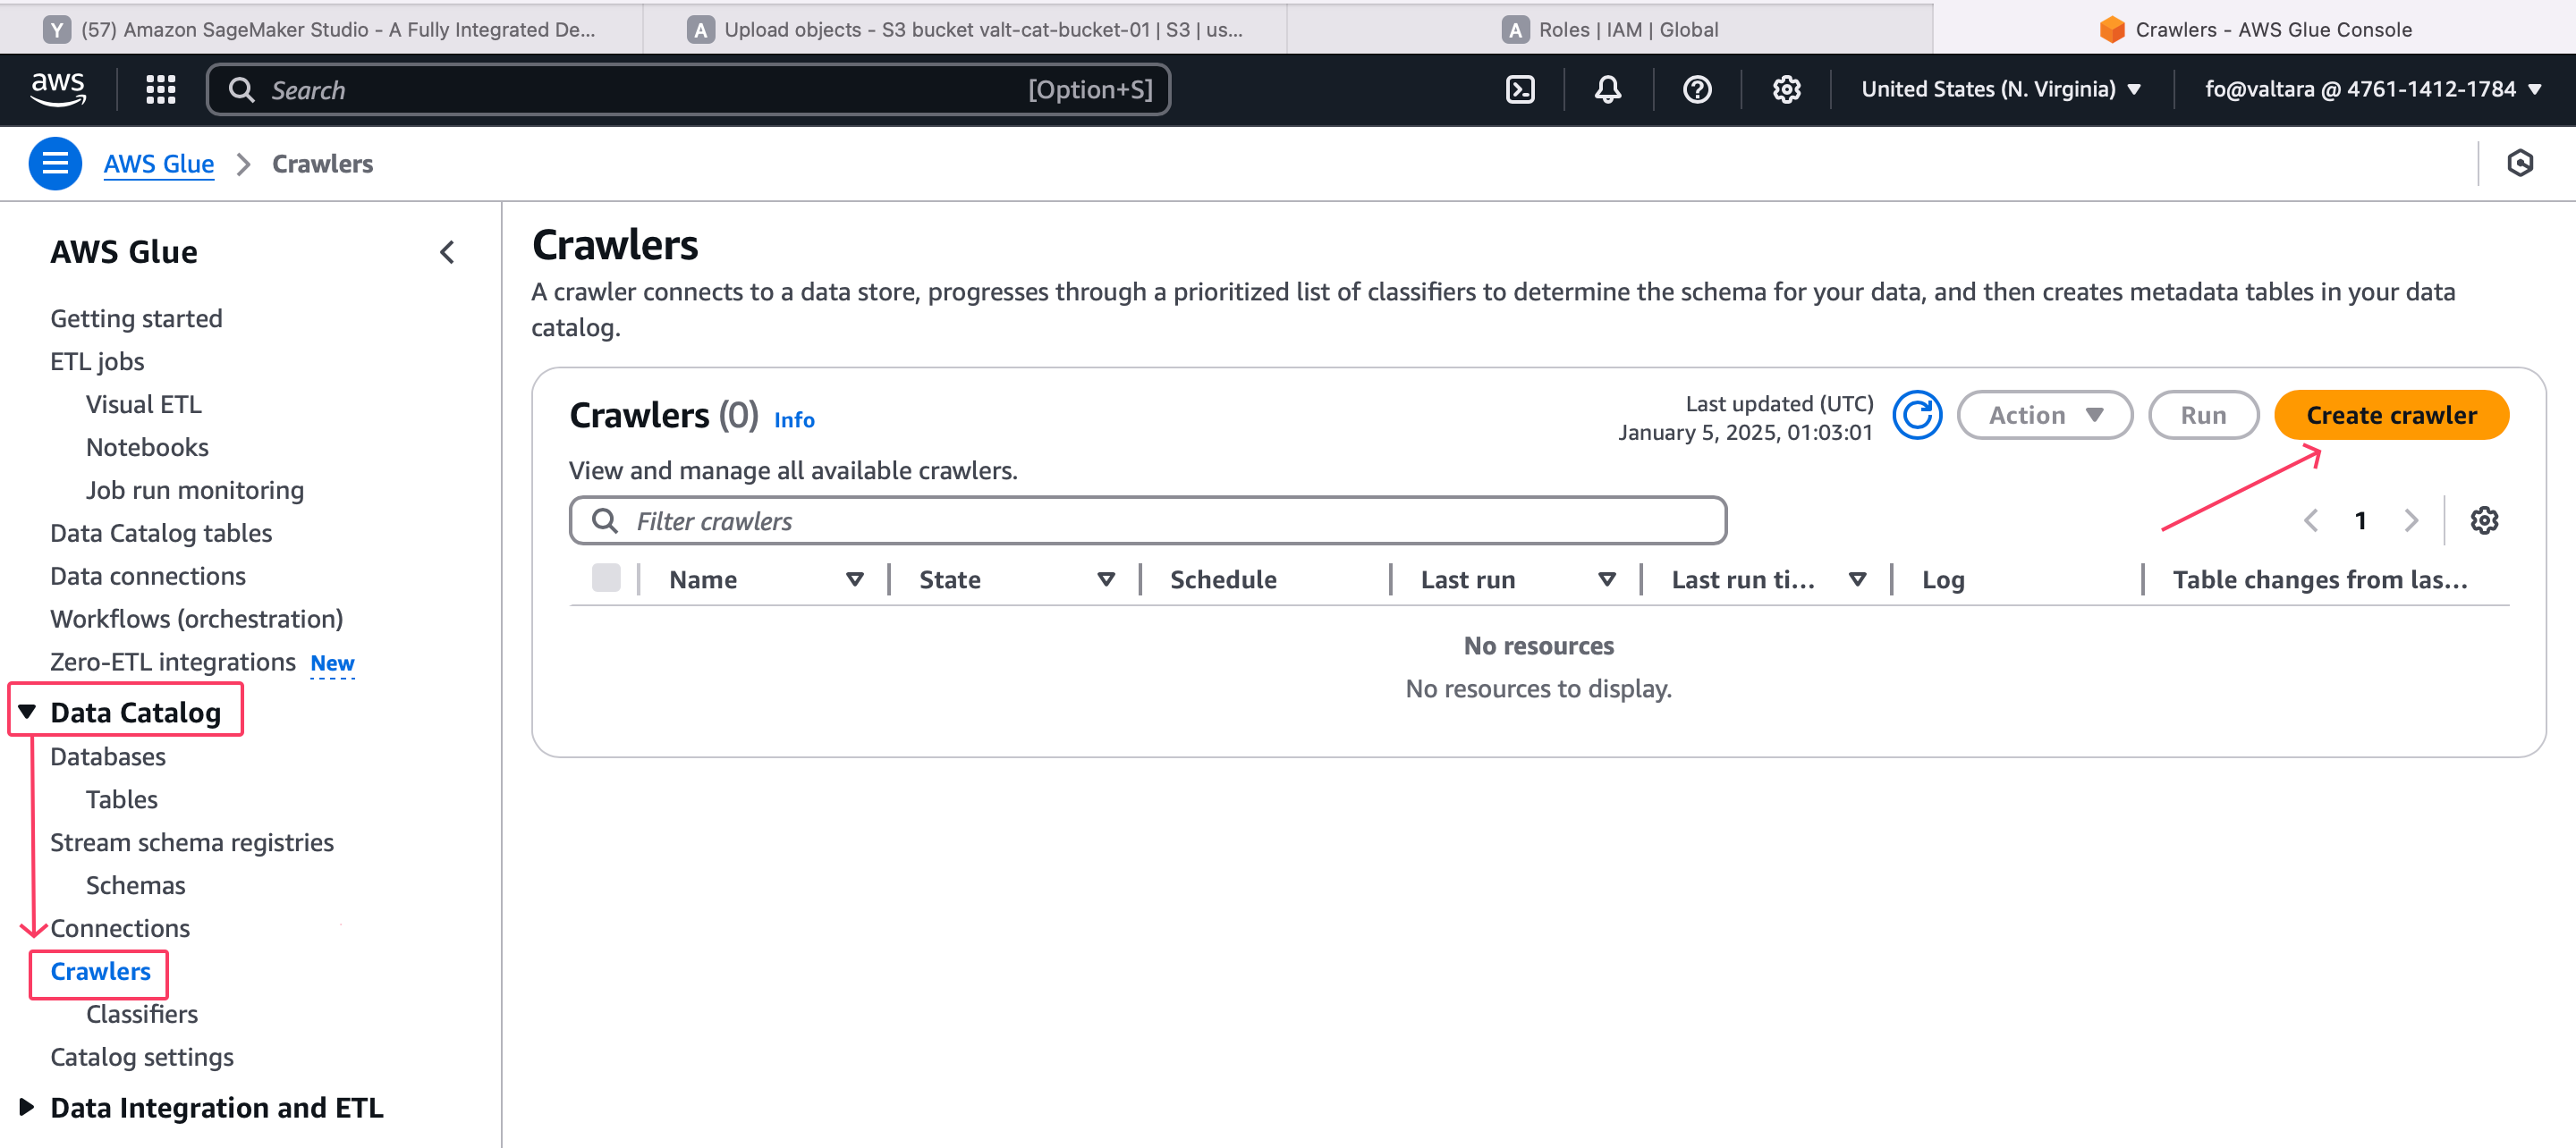 Y (57) Amazon SageMaker Studio - A Fully Integrated De...
A Upload objects - S3 bucket valt-cat-bucket-01 | S3 | us...
A Roles | IAM | Global
Crawlers - AWS Glue Console
aws
Search [Option+S]
United States (N. Virginia)
fo@valtara @ 4761-1412-1784
AWS Glue
Crawlers
AWS Glue
Getting started
ETL jobs
Visual ETL
Notebooks
Job run monitoring
Data Catalog tables
Data connections
Workflows (orchestration)
Zero-ETL integrations New
Data Catalog
Databases
Tables
Stream schema registries
Schemas
Connections
Crawlers
Classifiers
Catalog settings
Data Integration and ETL
Crawlers
A crawler connects to a data store, progresses through a prioritized list of classifiers to determine the schema for your data, and then creates metadata tables in your data
catalog.
Crawlers (0) Info
Last updated (UTC)
January 5, 2025, 01:03:01
Action
Run
Create crawler
View and manage all available crawlers.
Filter crawlers
1
Name State Schedule Last run Last run ti... Log Table changes from las...
No resources
No resources to display.